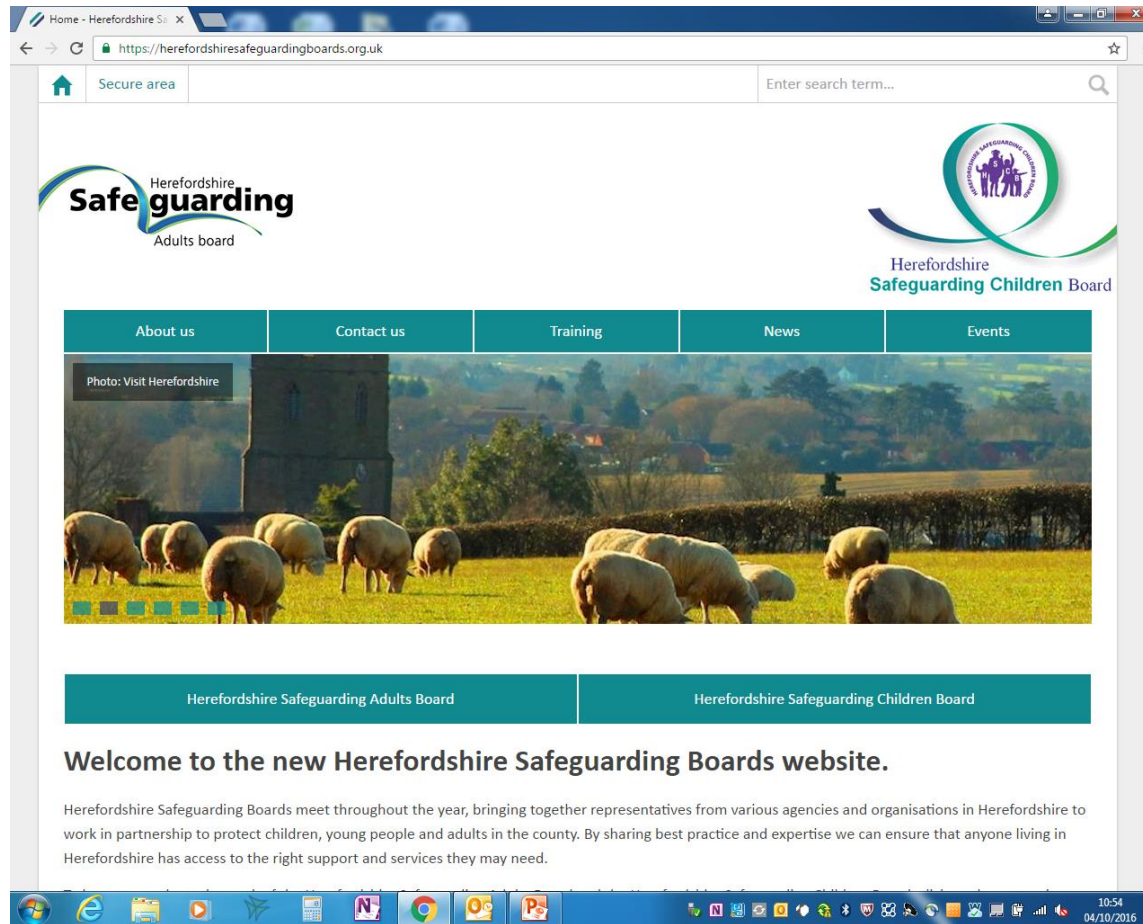 Home - Herefordshire Sa
https://herefordshiresafeguardingboards.org.uk
Secure area
Enter search term...
Herefordshire
Safeguarding
Adults board
HEREFORDSHIRE SAFEGUARDING CHILDREN BOARD
H S C B
Herefordshire
Safeguarding Children Board
About us
Contact us
Training
News
Events
Photo: Visit Herefordshire
Herefordshire Safeguarding Adults Board
Herefordshire Safeguarding Children Board
Welcome to the new Herefordshire Safeguarding Boards website.
Herefordshire Safeguarding Boards meet throughout the year, bringing together representatives from various agencies and organisations in Herefordshire to
work in partnership to protect children, young people and adults in the county. By sharing best practice and expertise we can ensure that anyone living in
Herefordshire has access to the right support and services they may need.
10:54
04/10/2016